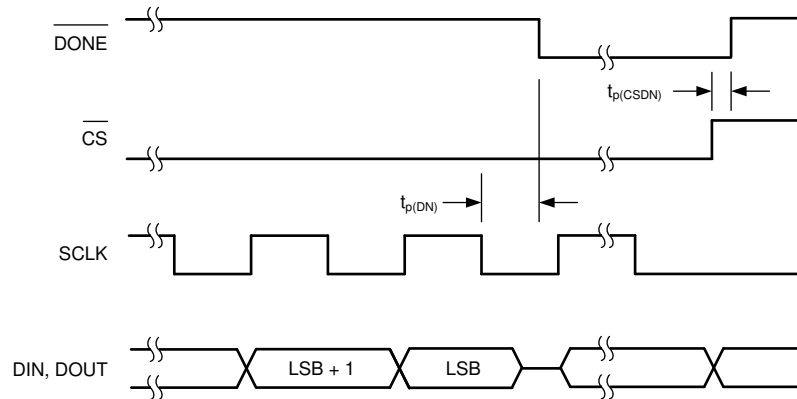 DONE
t_p(CSDN)
CS
t_p(DN)
SCLK
DIN, DOUT
LSB + 1
LSB